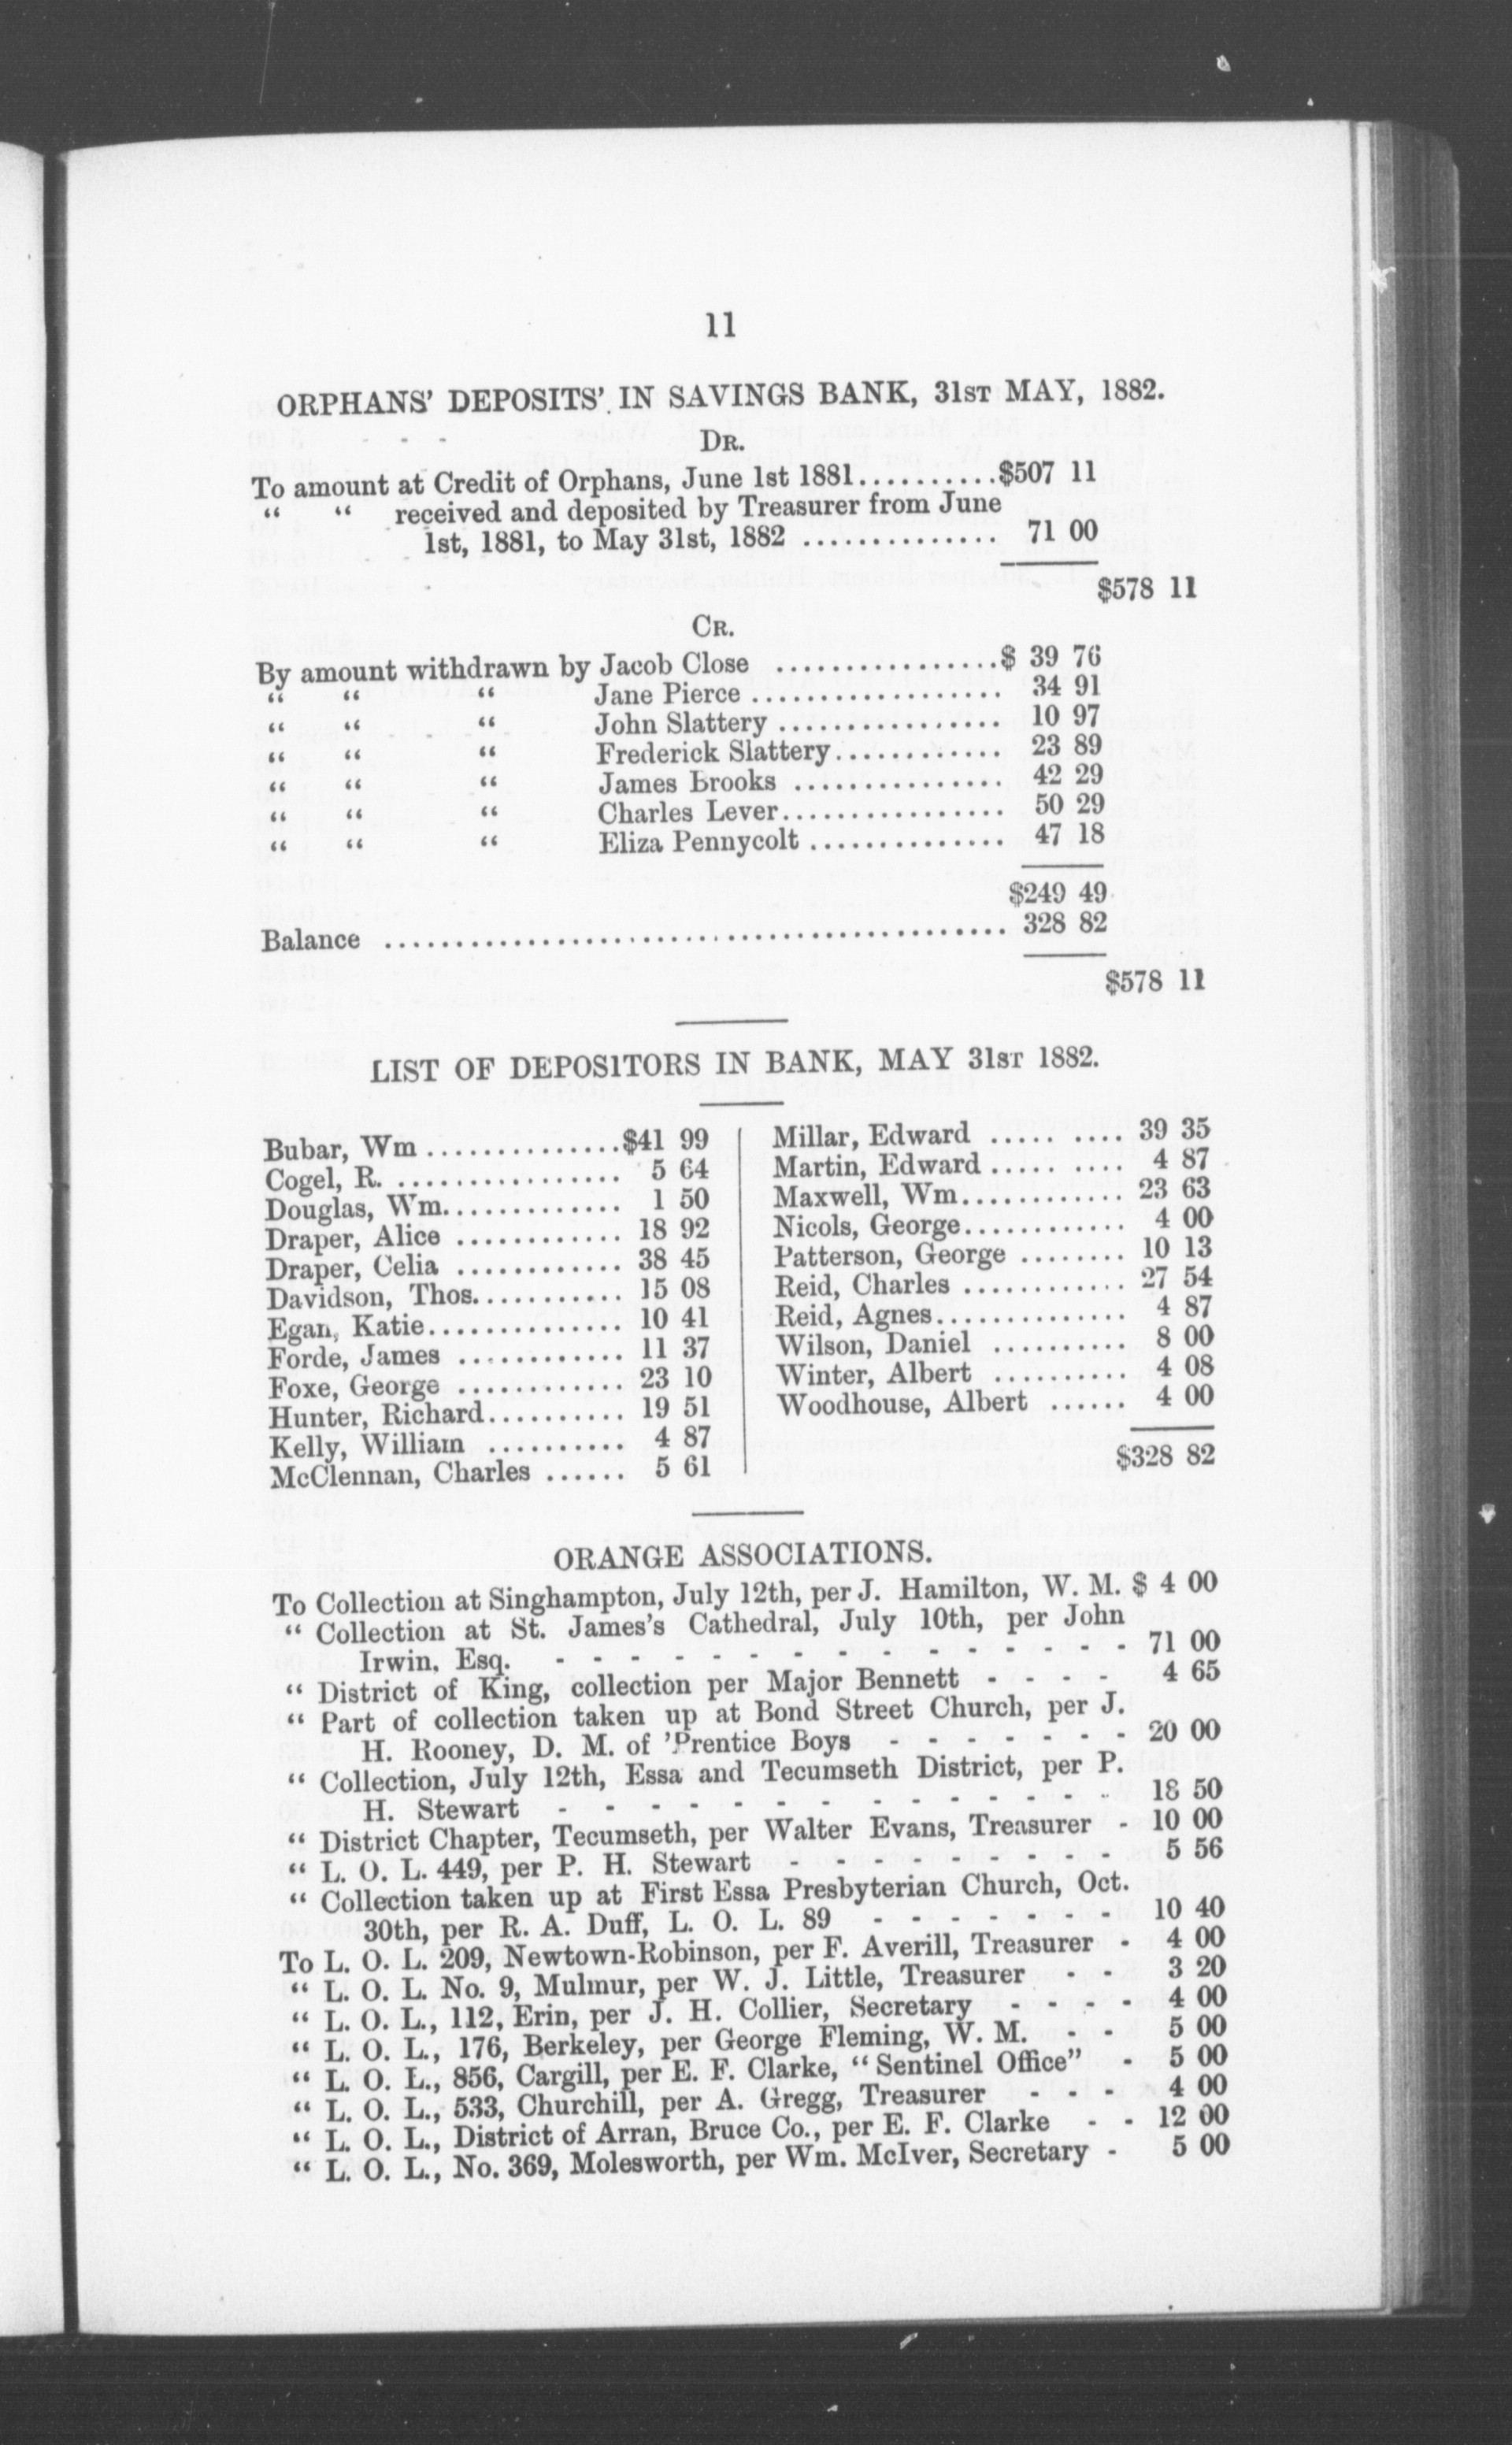 11
ORPHANS' DEPOSITS' IN SAVINGS BANK, 31ST MAY, 1882.
DR.
To amount at Credit of Orphans, June 1st 1881..........$507 11
“ “ received and deposited by Treasurer from June
1st, 1881, to May 31st, 1882 .............. 71 00
$578 11
CR.
By amount withdrawn by Jacob Close ................$ 39 76
“ “ “ Jane Pierce .................. 34 91
“ “ “ John Slattery ................ 10 97
“ “ “ Frederick Slattery............ 23 89
“ “ “ James Brooks ............... 42 29
“ “ “ Charles Lever................ 50 29
“ “ “ Eliza Pennycolt .............. 47 18
$249 49
Balance ............................................. 328 82
$578 11
LIST OF DEPOSITORS IN BANK, MAY 31ST 1882.
Bubar, Wm ..............$41 99
Cogel, R. ................. 5 64
Douglas, Wm............. 1 50
Draper, Alice ............ 18 92
Draper, Celia ............ 38 45
Davidson, Thos........... 15 08
Egan, Katie.............. 10 41
Forde, James ............ 11 37
Foxe, George ............ 23 10
Hunter, Richard.......... 19 51
Kelly, William .......... 4 87
McClennan, Charles ...... 5 61
Millar, Edward ..... .... 39 35
Martin, Edward ..... .... 4 87
Maxwell, Wm............ 23 63
Nicols, George............ 4 00
Patterson, George ........ 10 13
Reid, Charles ............ 27 54
Reid, Agnes.............. 4 87
Wilson, Daniel .......... 8 00
Winter, Albert .......... 4 08
Woodhouse, Albert ...... 4 00
$328 82
ORANGE ASSOCIATIONS.
To Collection at Singhampton, July 12th, per J. Hamilton, W. M. $ 4 00
“ Collection at St. James's Cathedral, July 10th, per John
Irwin, Esq. - - - - - - - - - - - - - - - 71 00
“ District of King, collection per Major Bennett - - - - 4 65
“ Part of collection taken up at Bond Street Church, per J.
H. Rooney, D. M. of 'Prentice Boys - - - - - - - 20 00
“ Collection, July 12th, Essa and Tecumseth District, per P.
H. Stewart - - - - - - - - - - - - - - 18 50
“ District Chapter, Tecumseth, per Walter Evans, Treasurer - 10 00
“ L. O. L. 449, per P. H. Stewart - - - - - - - - - 5 56
“ Collection taken up at First Essa Presbyterian Church, Oct.
30th, per R. A. Duff, L. O. L. 89 - - - - - - - 10 40
To L. O. L. 209, Newtown-Robinson, per F. Averill, Treasurer - 4 00
“ L. O. L. No. 9, Mulmur, per W. J. Little, Treasurer - - 3 20
“ L. O. L., 112, Erin, per J. H. Collier, Secretary - - - - 4 00
“ L. O. L., 176, Berkeley, per George Fleming, W. M. - - 5 00
“ L. O. L., 856, Cargill, per E. F. Clarke, “Sentinel Office” - 5 00
“ L. O. L., 533, Churchill, per A. Gregg, Treasurer - - - 4 00
“ L. O. L., District of Arran, Bruce Co., per E. F. Clarke - - 12 00
“ L. O. L., No. 369, Molesworth, per Wm. McIver, Secretary - 5 00